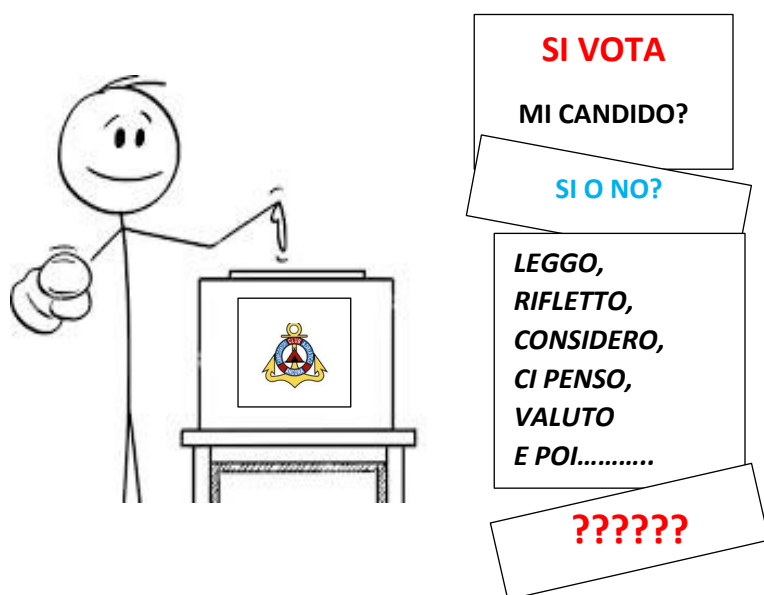 SI VOTA
MI CANDIDO?
SI O NO?
LEGGO,
RIFLETTO,
CONSIDERO,
CI PENSO,
VALUTO
E POI………..
??????